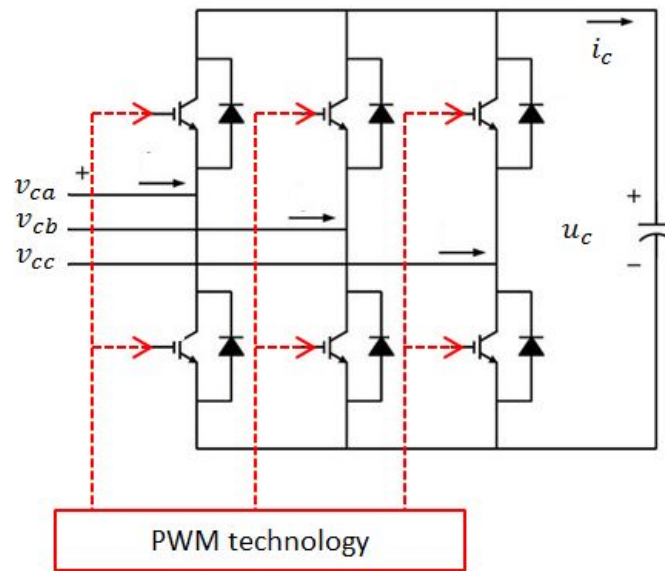 i_c
+
v_ca
v_cb
v_cc
+
u_c
−
PWM technology